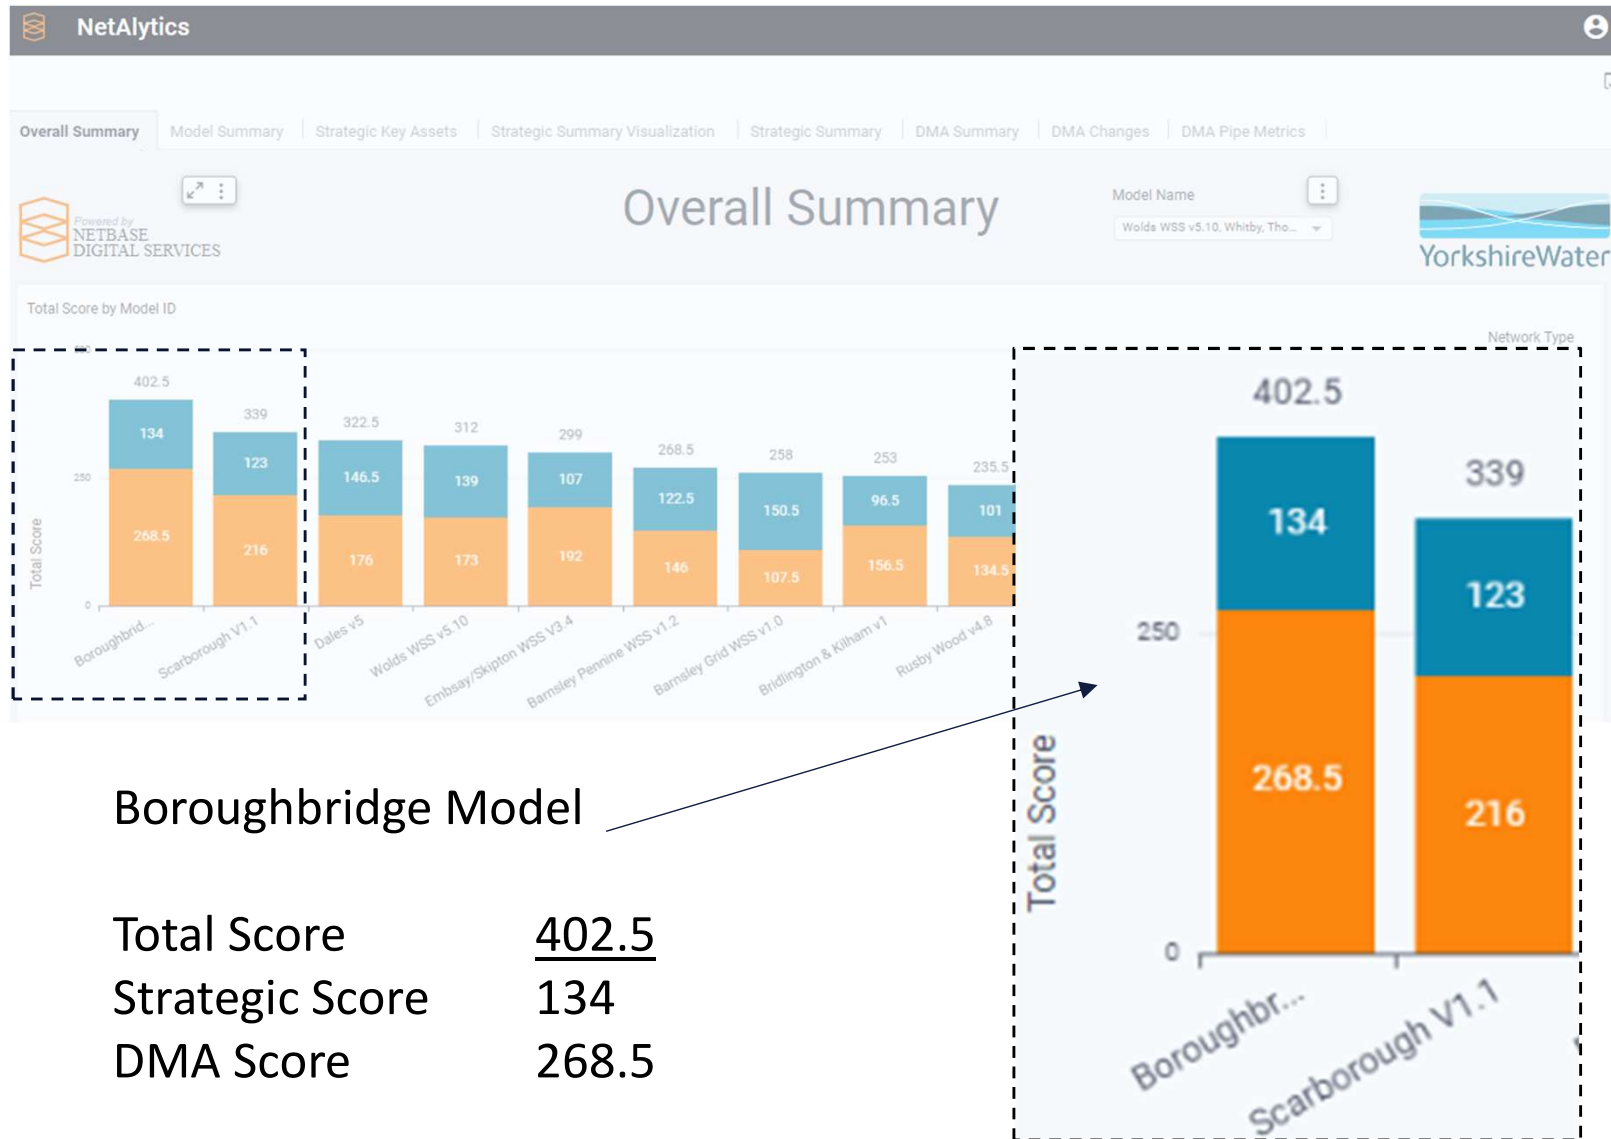 NetAlytics
Overall Summary Model Summary Strategic Key Assets Strategic Summary Visualization Strategic Summary DMA Summary DMA Changes DMA Pipe Metrics
Powered by
NETBASE
DIGITAL SERVICES
Overall Summary
Model Name
Wolds WSS v5.10, Whitby, Tho...
YorkshireWater
Total Score by Model ID
Network Type
402.5 339 322.5 312 299 268.5 258 253 235.5
134 123 146.5 139 107 122.5 150.5 96.5 101
250
268.5 216 176 173 192 146 107.5 156.5 134.5
Total Score
0
Boroughbrid... Scarborough V1.1 Dales v5 Wolds WSS v5.10 Embsay/Skipton WSS V3.4 Barnsley Pennine WSS v1.2 Barnsley Grid WSS v1.0 Bridlington & Kilham v1 Rusby Wood v4.8
402.5
339
134
123
250
268.5
216
Total Score
0
Boroughbr...
Scarborough V1.1
Boroughbridge Model
Total Score 402.5
Strategic Score 134
DMA Score 268.5